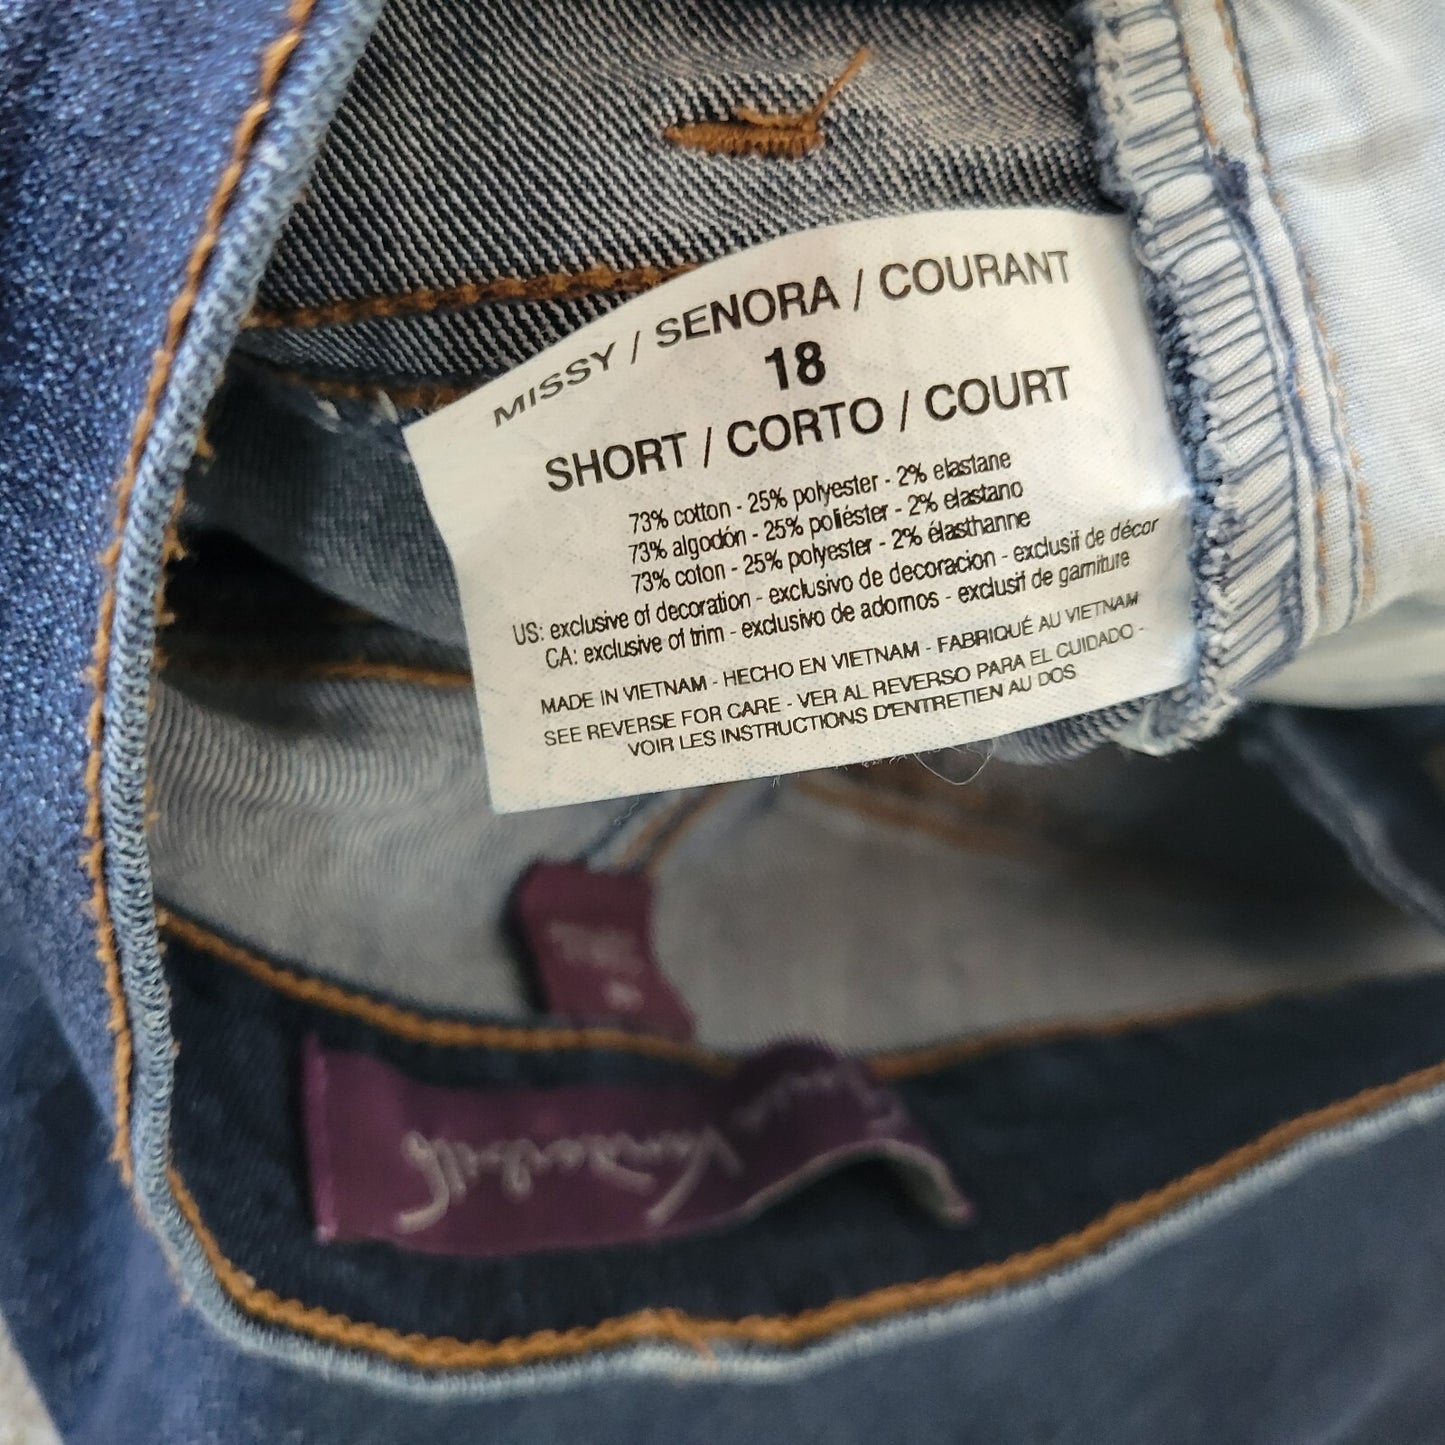 MISSY / SENORA / COURANT
18
SHORT / CORTO / COURT
73% cotton - 25% polyester - 2% elastane
73% algodón - 25% poliéster - 2% elastano
73% coton - 25% polyester - 2% élasthanne
US: exclusive of decoration - exclusivo de decoracion - exclusif de décor
CA: exclusive of trim - exclusivo de adornos - exclusif de garniture
MADE IN VIETNAM - HECHO EN VIETNAM - FABRIQUÉ AU VIETNAM
SEE REVERSE FOR CARE - VER AL REVERSO PARA EL CUIDADO -
VOIR LES INSTRUCTIONS D'ENTRETIEN AU DOS
Vanderbilt